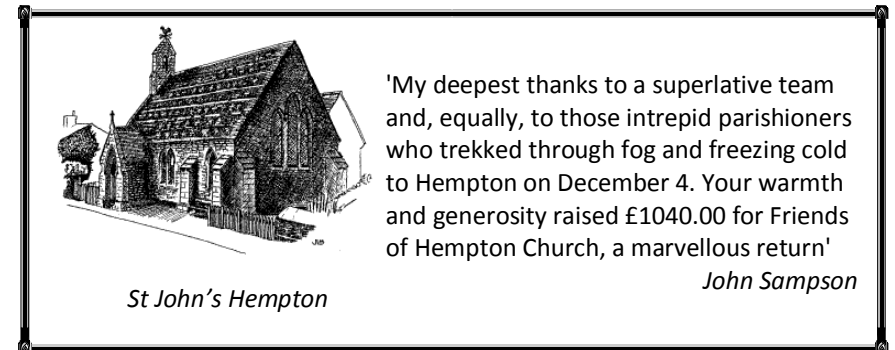 'My deepest thanks to a superlative team
and, equally, to those intrepid parishioners
who trekked through fog and freezing cold
to Hempton on December 4. Your warmth
and generosity raised £1040.00 for Friends
of Hempton Church, a marvellous return'
John Sampson
St John’s Hempton